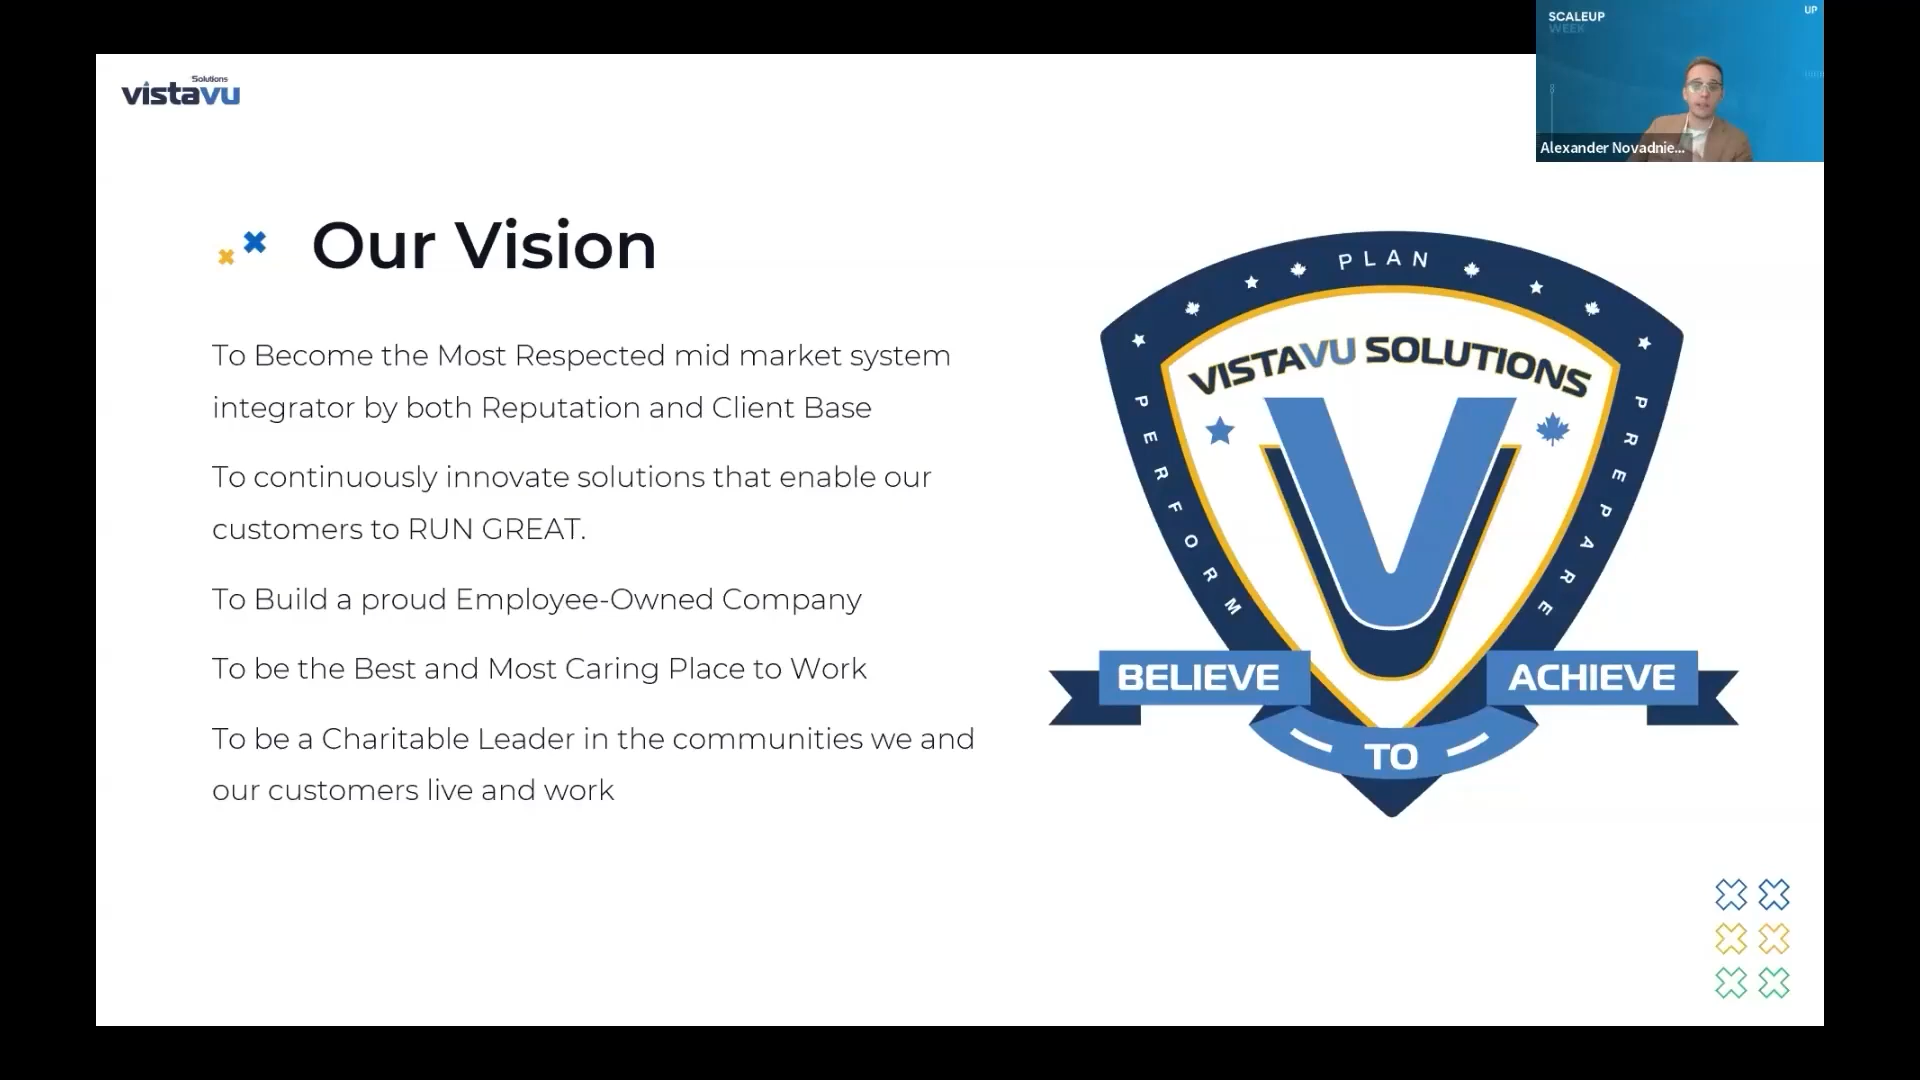 SCALEUP
WEEK
UP
Alexander Novadnie...
Solutions
vistavu
Our Vision
To Become the Most Respected mid market system
integrator by both Reputation and Client Base
To continuously innovate solutions that enable our
customers to RUN GREAT.
To Build a proud Employee-Owned Company
To be the Best and Most Caring Place to Work
To be a Charitable Leader in the communities we and
our customers live and work
PLAN
PERFORM
PREPARE
VISTAVU SOLUTIONS
V
BELIEVE
TO
ACHIEVE